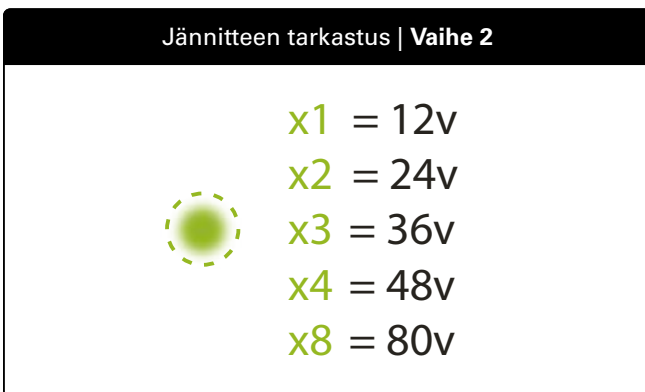 Jännitteen tarkastus | Vaihe 2
x1 = 12v
x2 = 24v
x3 = 36v
x4 = 48v
x8 = 80v